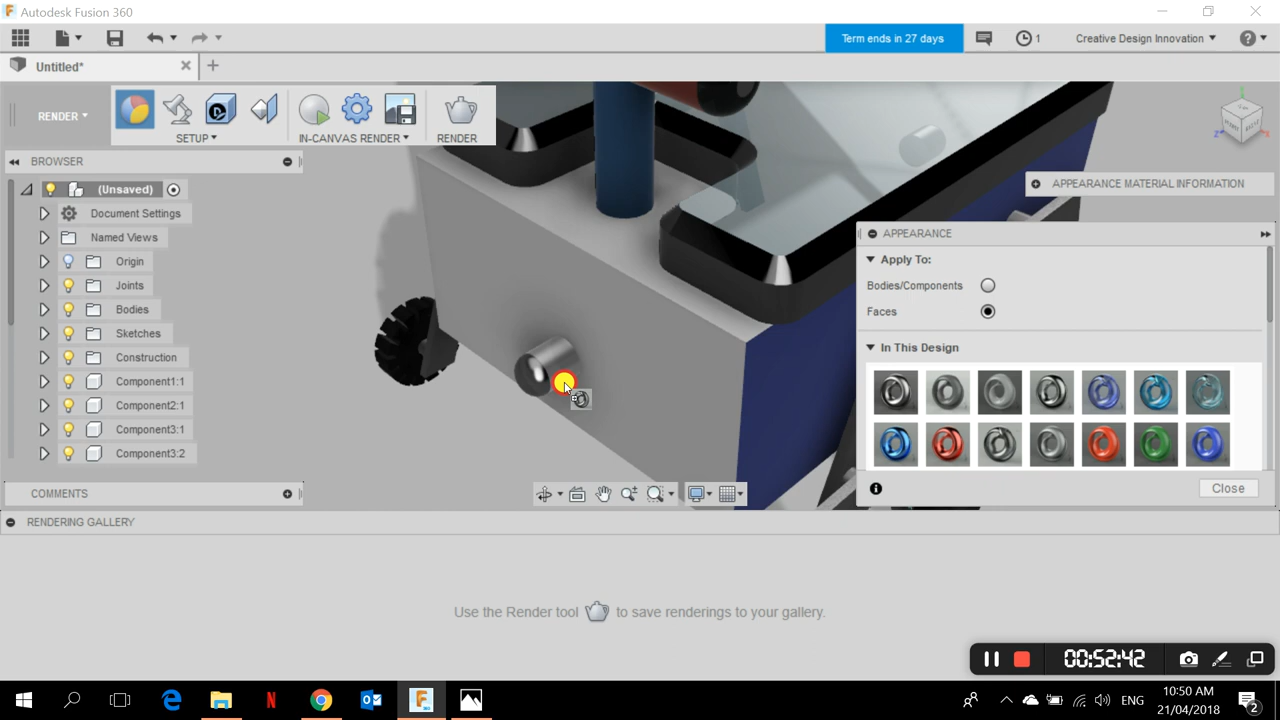 Autodesk Fusion 360
Term ends in 27 days
1
Creative Design Innovation
Untitled*
RENDER
SETUP
IN-CANVAS RENDER
RENDER
BROWSER
(Unsaved)
Document Settings
Named Views
Origin
Joints
Bodies
Sketches
Construction
Component1:1
Component2:1
Component3:1
Component3:2
COMMENTS
APPEARANCE MATERIAL INFORMATION
APPEARANCE
Apply To:
Bodies/Components
Faces
In This Design
Close
RENDERING GALLERY
Use the Render tool to save renderings to your gallery.
00:52:42
ENG
10:50 AM
21/04/2018
2